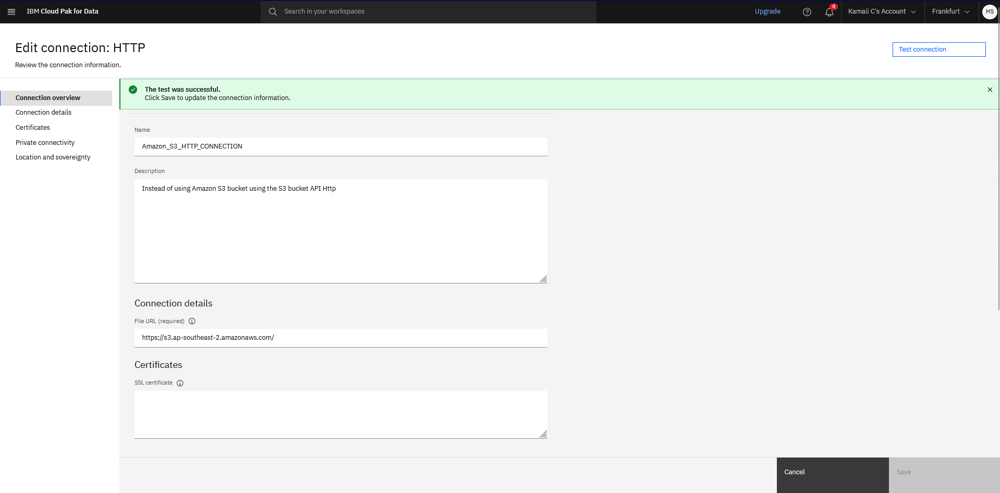 IBM Cloud Pak for Data
Search in your workspaces
Upgrade
4
Kamali C's Account
Frankfurt
MS
Edit connection: HTTP
Review the connection information.
Test connection
Connection overview
Connection details
Certificates
Private connectivity
Location and sovereignty
The test was successful.
Click Save to update the connection information.
Name
Amazon_S3_HTTP_CONNECTION
Description
Instead of using Amazon S3 bucket using the S3 bucket API Http
Connection details
File URL (required)
https://s3.ap-southeast-2.amazonaws.com/
Certificates
SSL certificate
Cancel
Save